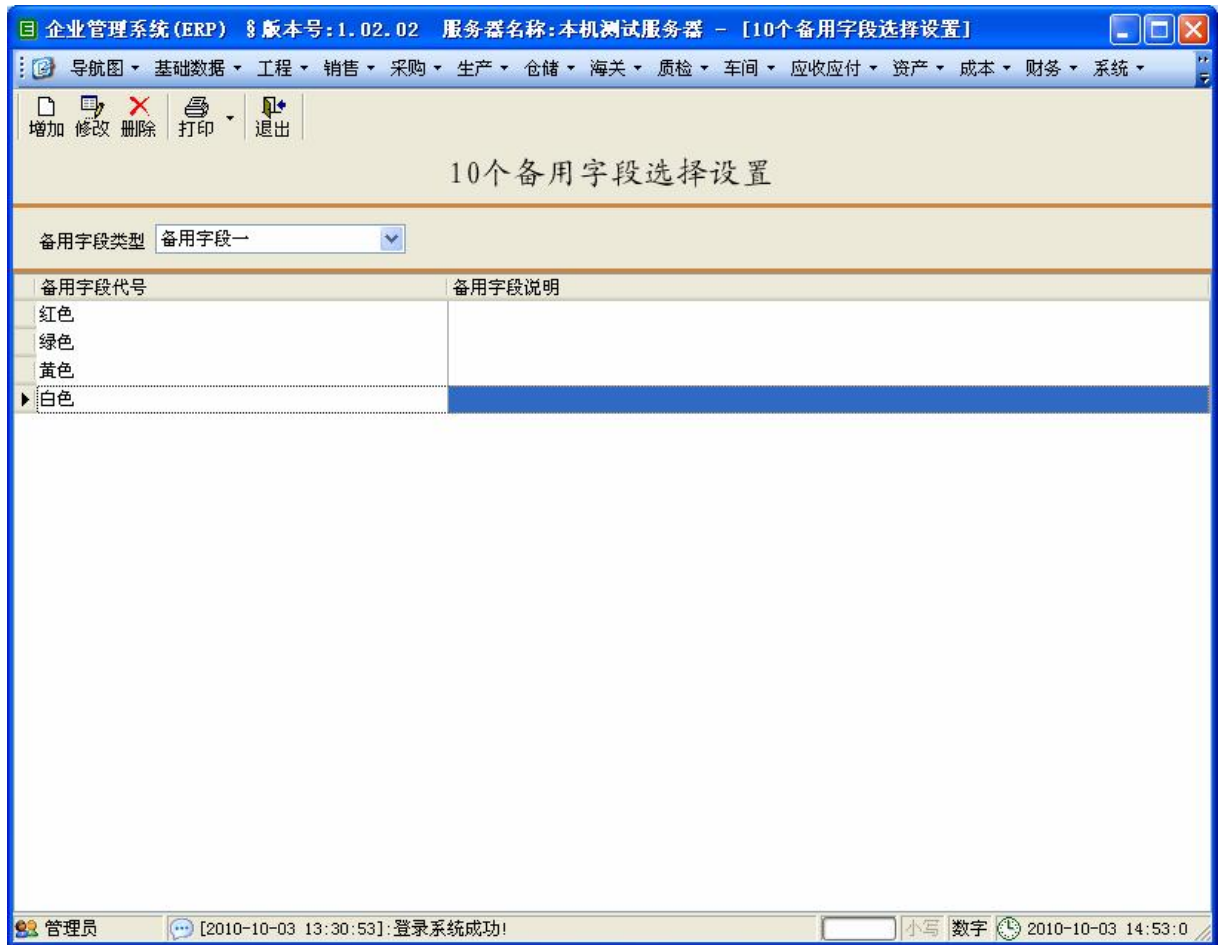 企业管理系统(ERP) §版本号:1.02.02 服务器名称:本机测试服务器 - [10个备用字段选择设置]
导航图 基础数据 工程 销售 采购 生产 仓储 海关 质检 车间 应收应付 资产 成本 财务 系统
增加 修改 删除 打印 退出
10个备用字段选择设置
备用字段类型 备用字段一
备用字段代号 备用字段说明
红色
绿色
黄色
白色
管理员 [2010-10-03 13:30:53]:登录系统成功! 小写 数字 2010-10-03 14:53:0